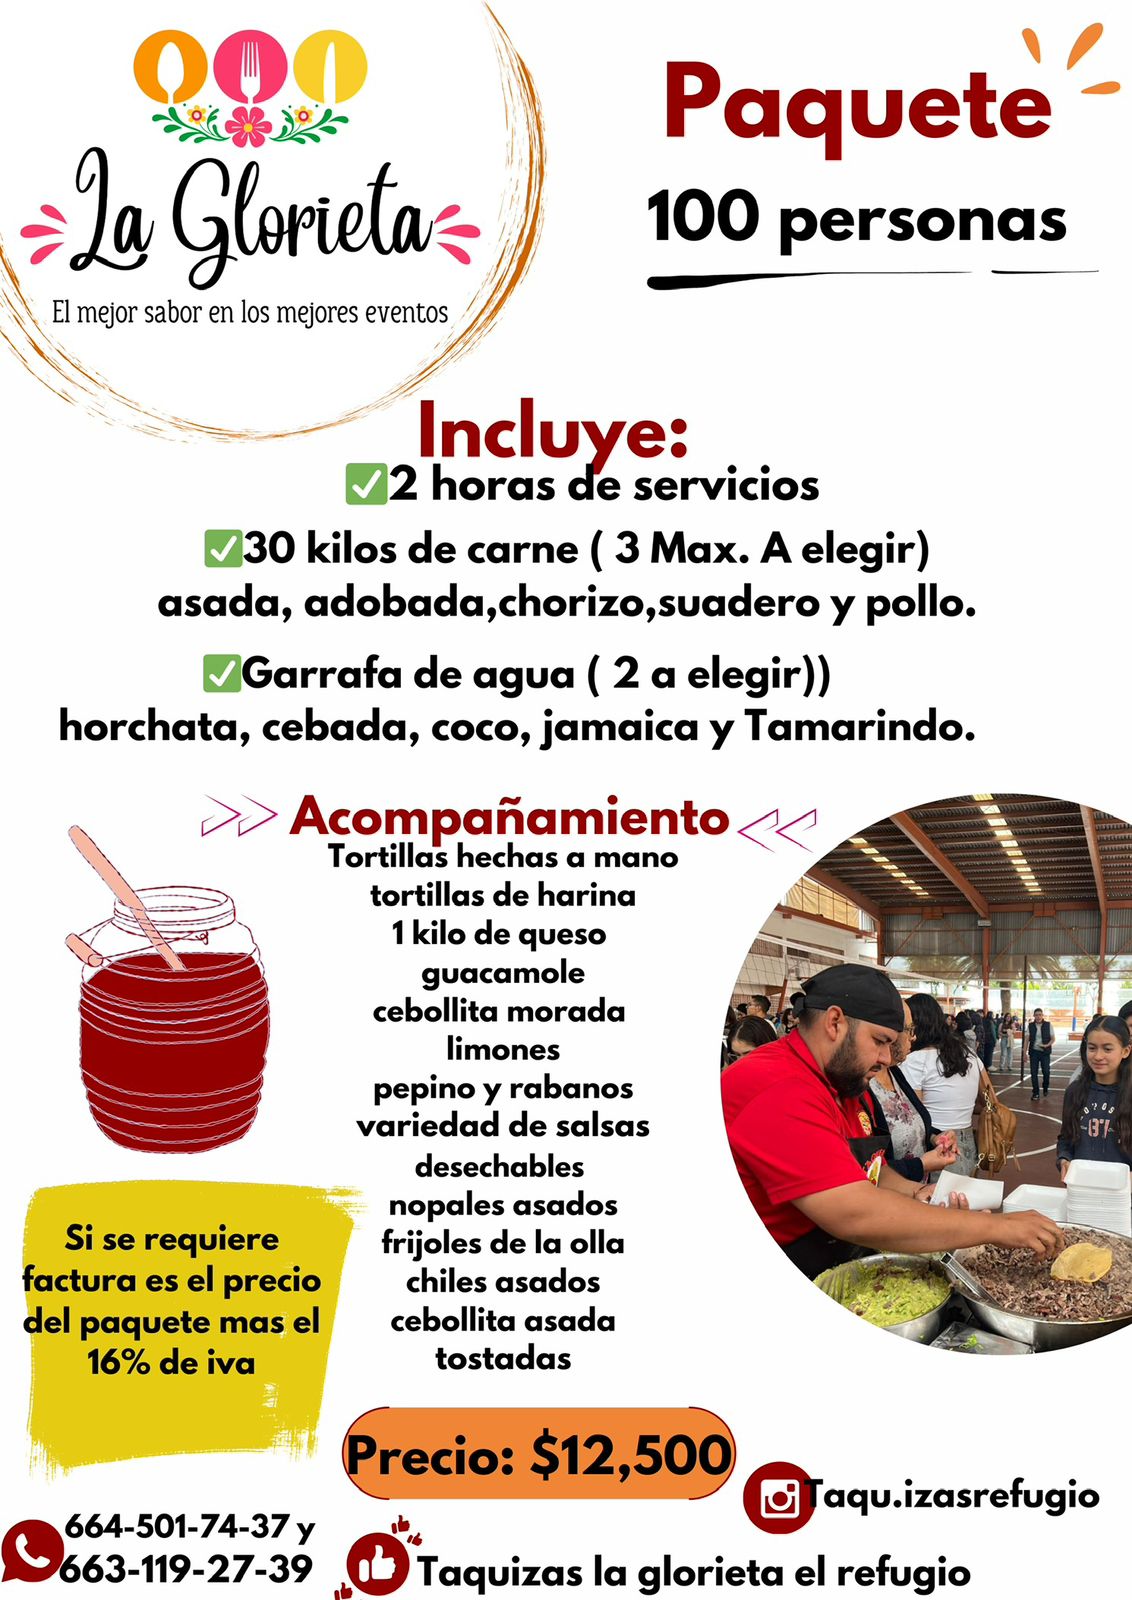 La Glorieta
El mejor sabor en los mejores eventos
Paquete
100 personas
Incluye:
✅2 horas de servicios
✅30 kilos de carne ( 3 Max. A elegir)
asada, adobada,chorizo,suadero y pollo.
✅Garrafa de agua ( 2 a elegir))
horchata, cebada, coco, jamaica y Tamarindo.
Acompañamiento
Tortillas hechas a mano
tortillas de harina
1 kilo de queso
guacamole
cebollita morada
limones
pepino y rabanos
variedad de salsas
desechables
nopales asados
frijoles de la olla
chiles asados
cebollita asada
tostadas
Si se requiere
factura es el precio
del paquete mas el
16% de iva
Precio: $12,500
664-501-74-37 y
663-119-27-39
Taqu.izasrefugio
Taquizas la glorieta el refugio